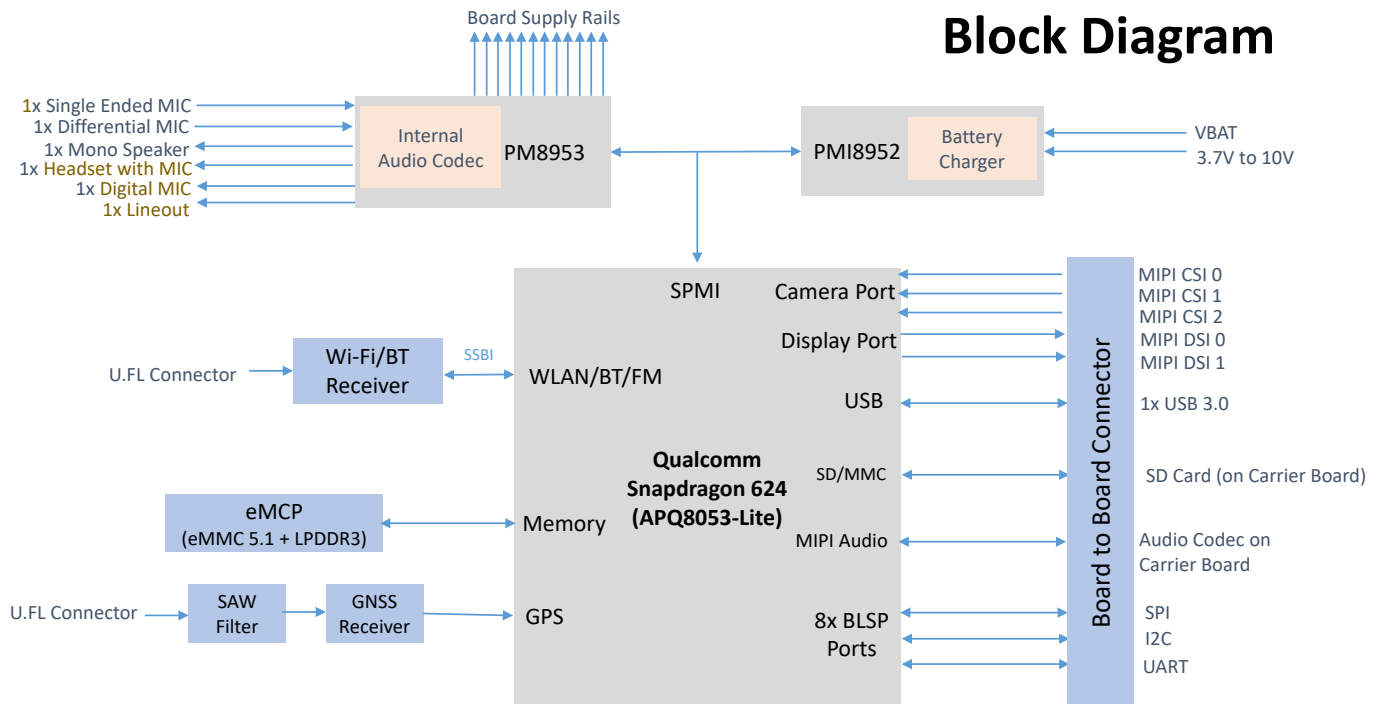 Board Supply Rails
Block Diagram
1x Single Ended MIC
1x Differential MIC
1x Mono Speaker
1x Headset with MIC
1x Digital MIC
1x Lineout
Internal
Audio Codec
PM8953
PMI8952
Battery
Charger
VBAT
3.7V to 10V
SPMI
Camera Port
Display Port
USB
SD/MMC
MIPI Audio
8x BLSP
Ports
WLAN/BT/FM
Memory
GPS
Qualcomm
Snapdragon 624
(APQ8053-Lite)
U.FL Connector
Wi-Fi/BT
Receiver
SSBI
eMCP
(eMMC 5.1 + LPDDR3)
U.FL Connector
SAW
Filter
GNSS
Receiver
Board to Board Connector
MIPI CSI 0
MIPI CSI 1
MIPI CSI 2
MIPI DSI 0
MIPI DSI 1
1x USB 3.0
SD Card (on Carrier Board)
Audio Codec on
Carrier Board
SPI
I2C
UART